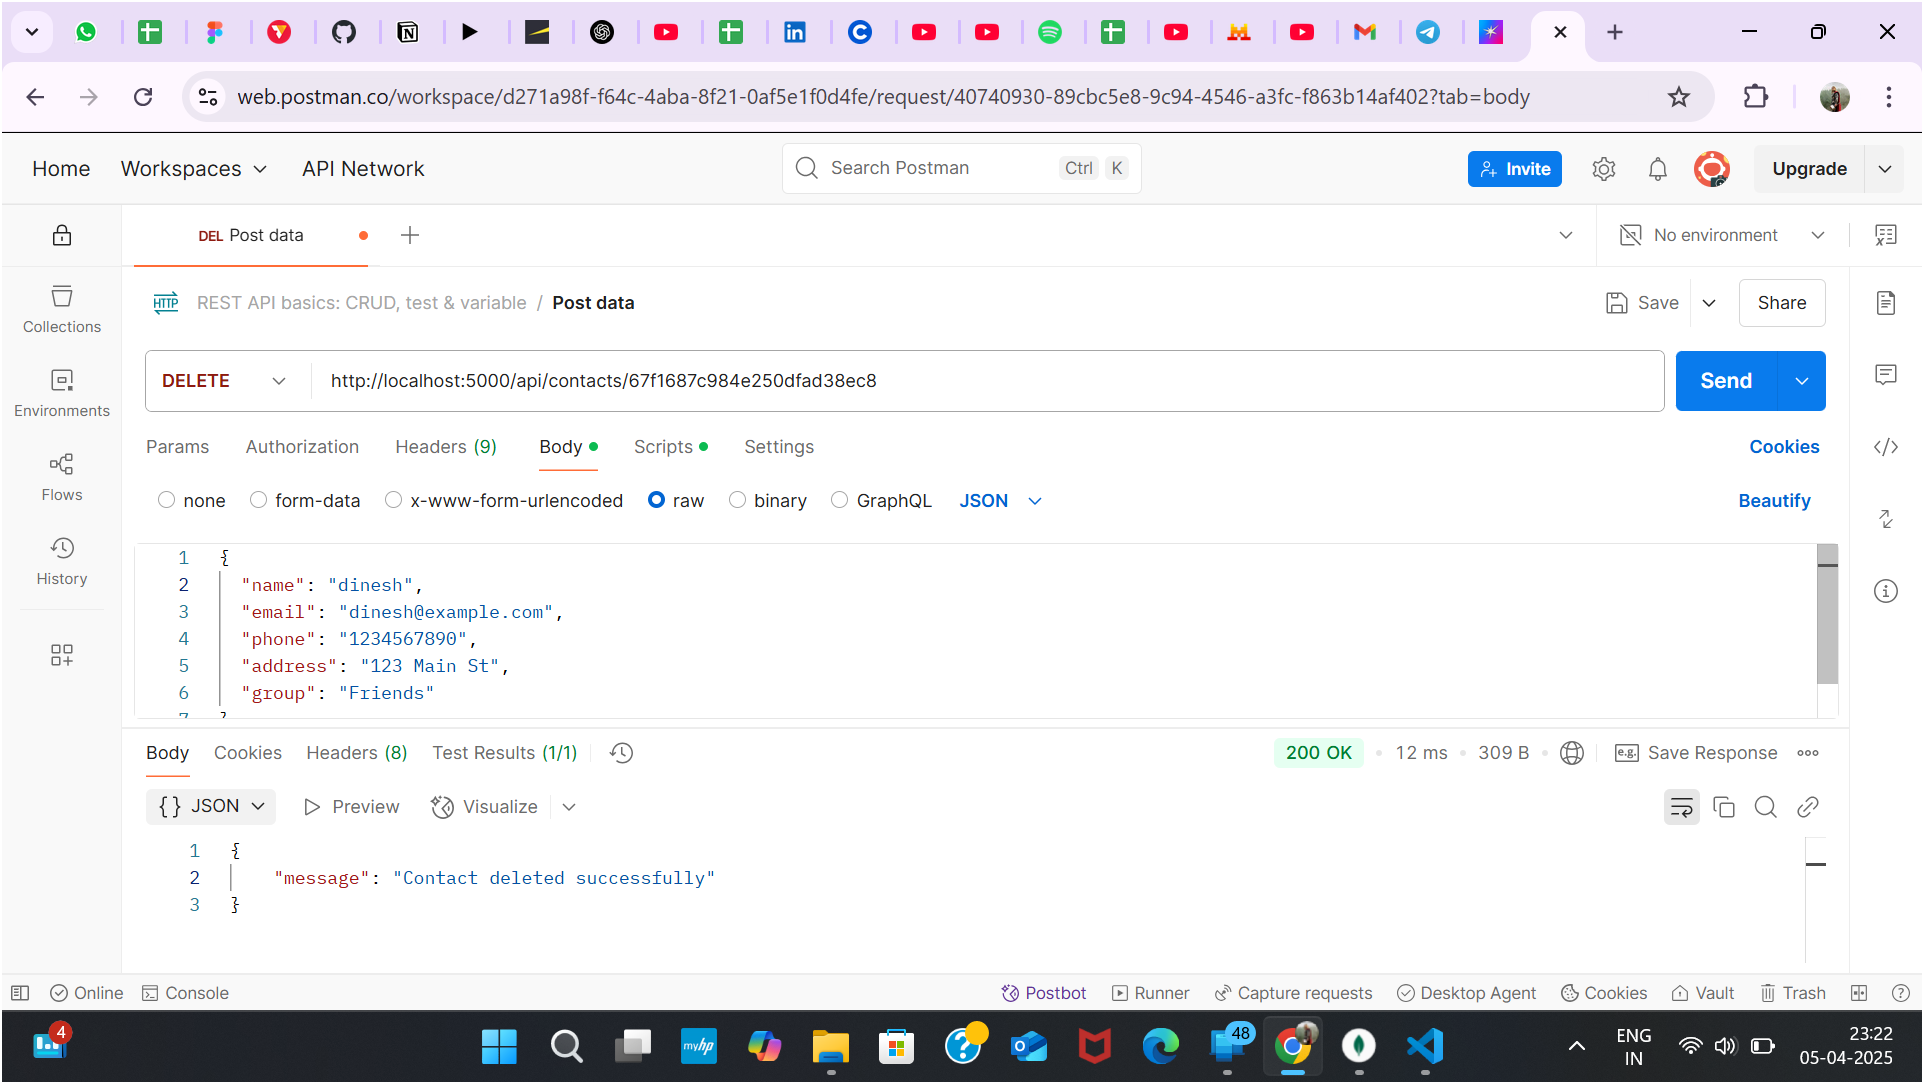 web.postman.co/workspace/d271a98f-f64c-4aba-8f21-0af5e1f0d4fe/request/40740930-89cbc5e8-9c94-4546-a3fc-f863b14af402?tab=body
Home Workspaces API Network Search Postman Ctrl K Invite Upgrade
DEL Post data No environment
HTTP REST API basics: CRUD, test & variable / Post data Save Share
Collections
Environments
Flows
History
DELETE http://localhost:5000/api/contacts/67f1687c984e250dfad38ec8 Send
Params Authorization Headers (9) Body Scripts Settings Cookies
none form-data x-www-form-urlencoded raw binary GraphQL JSON Beautify
1 {
2 "name": "dinesh",
3 "email": "dinesh@example.com",
4 "phone": "1234567890",
5 "address": "123 Main St",
6 "group": "Friends"
7 }
Body Cookies Headers (8) Test Results (1/1) 200 OK 12 ms 309 B e.g. Save Response
{} JSON Preview Visualize
1 {
2 "message": "Contact deleted successfully"
3 }
Online Console Postbot Runner Capture requests Desktop Agent Cookies Vault Trash
4 myhp 48 ENG 23:22
IN 05-04-2025